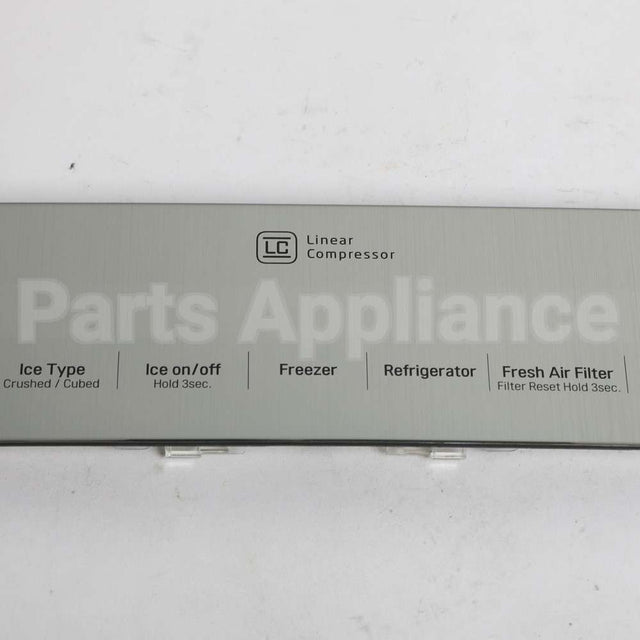 LC Linear
Compressor
Parts Appliance
Ice Type
Crushed / Cubed
Ice on/off
Hold 3sec.
Freezer
Refrigerator
Fresh Air Filter
Filter Reset Hold 3sec.